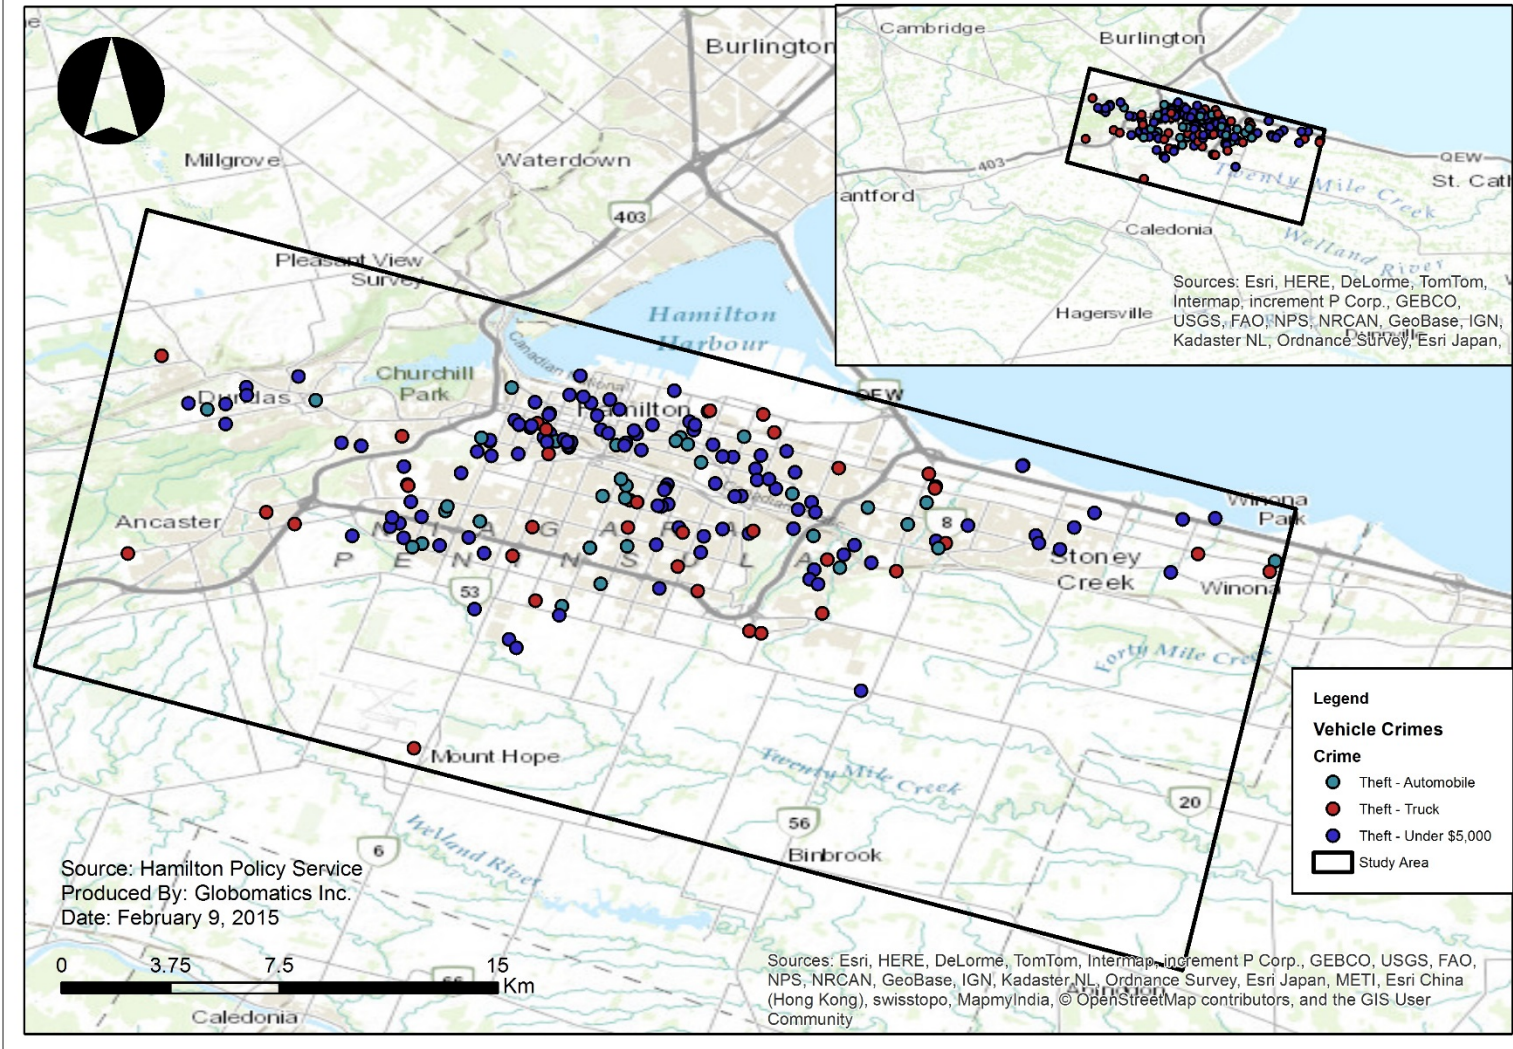 Burlington
Millgrove
Waterdown
403
Pleasant View
Survey
Hamilton
Harbour
Canadian National
Churchill
Park
Dundas
Hamilton
QEW
Ancaster
NIAGARA
PENINSULA
8
Winona
Park
Stoney
Creek
Winona
53
Forty Mile Creek
Mount Hope
Twenty Mile Creek
20
56
Binbrook
6
Welland River
Caledonia
Cambridge
Burlington
403
QEW
St. Cath
antford
Twenty Mile Creek
Caledonia
Welland River
Hagersville
Dunnville
Sources: Esri, HERE, DeLorme, TomTom,
Intermap, increment P Corp., GEBCO,
USGS, FAO, NPS, NRCAN, GeoBase, IGN,
Kadaster NL, Ordnance Survey, Esri Japan,
Legend
Vehicle Crimes
Crime
Theft - Automobile
Theft - Truck
Theft - Under $5,000
Study Area
Source: Hamilton Policy Service
Produced By: Globomatics Inc.
Date: February 9, 2015
0 3.75 7.5 15
Km
Sources: Esri, HERE, DeLorme, TomTom, Intermap, increment P Corp., GEBCO, USGS, FAO,
NPS, NRCAN, GeoBase, IGN, Kadaster NL, Ordnance Survey, Esri Japan, METI, Esri China
(Hong Kong), swisstopo, MapmyIndia, © OpenStreetMap contributors, and the GIS User
Community